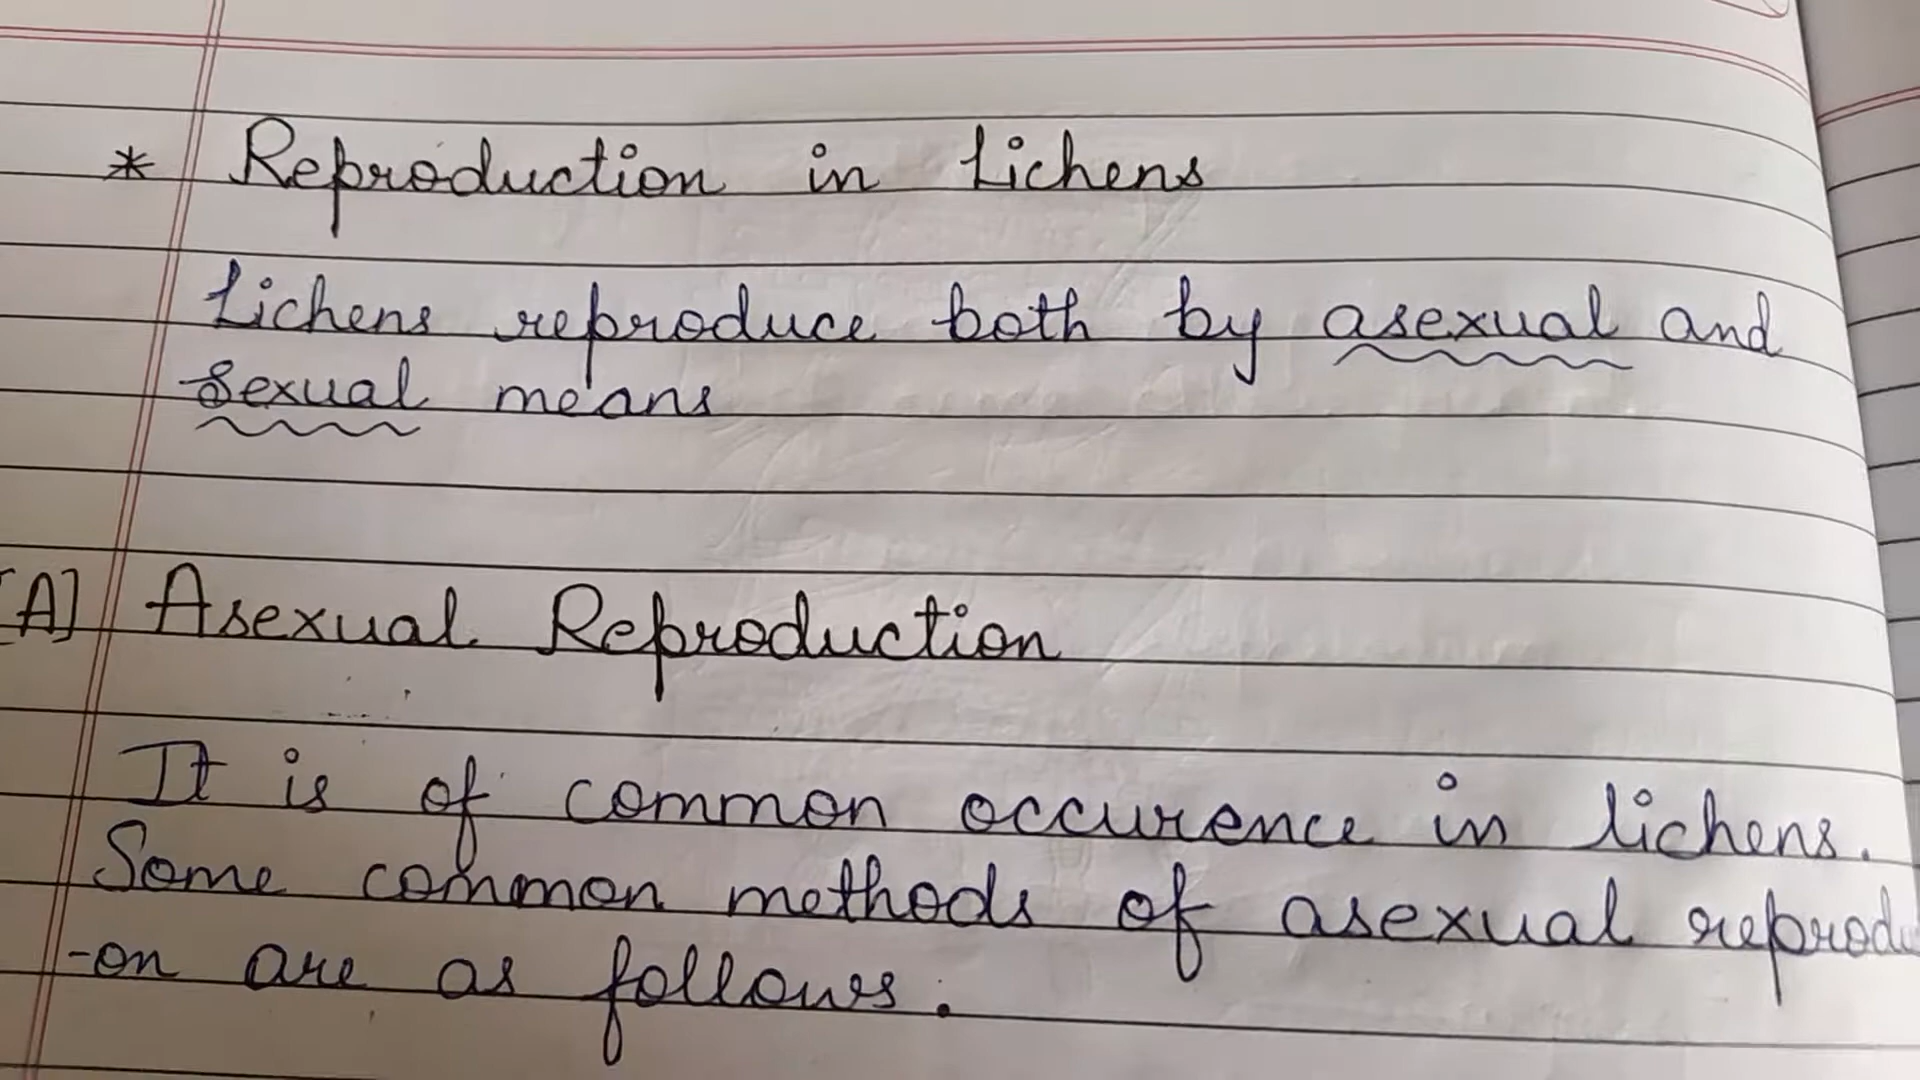 * Reproduction in Lichens
Lichens reproduce both by asexual and
sexual means
[A] Asexual Reproduction
It is of common occurence in lichens.
Some common methods of asexual reprodu
-on are as follows.